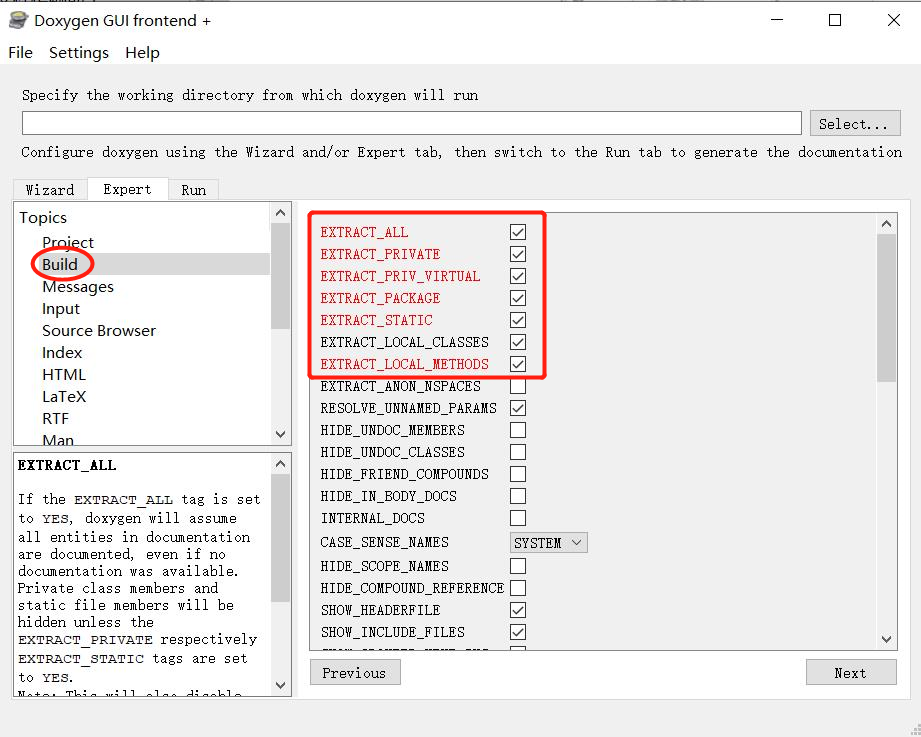 Doxygen GUI frontend +
File Settings Help
Specify the working directory from which doxygen will run
Select...
Configure doxygen using the Wizard and/or Expert tab, then switch to the Run tab to generate the documentation
Wizard Expert Run
Topics
Project
Build
Messages
Input
Source Browser
Index
HTML
LaTeX
RTF
Man
EXTRACT_ALL
If the EXTRACT_ALL tag is set
to YES, doxygen will assume
all entities in documentation
are documented, even if no
documentation was available.
Private class members and
static file members will be
hidden unless the
EXTRACT_PRIVATE respectively
EXTRACT_STATIC tags are set
to YES.
Note: This will also disable
EXTRACT_ALL
EXTRACT_PRIVATE
EXTRACT_PRIV_VIRTUAL
EXTRACT_PACKAGE
EXTRACT_STATIC
EXTRACT_LOCAL_CLASSES
EXTRACT_LOCAL_METHODS
EXTRACT_ANON_NSPACES
RESOLVE_UNNAMED_PARAMS
HIDE_UNDOC_MEMBERS
HIDE_UNDOC_CLASSES
HIDE_FRIEND_COMPOUNDS
HIDE_IN_BODY_DOCS
INTERNAL_DOCS
CASE_SENSE_NAMES SYSTEM
HIDE_SCOPE_NAMES
HIDE_COMPOUND_REFERENCE
SHOW_HEADERFILE
SHOW_INCLUDE_FILES
Previous Next